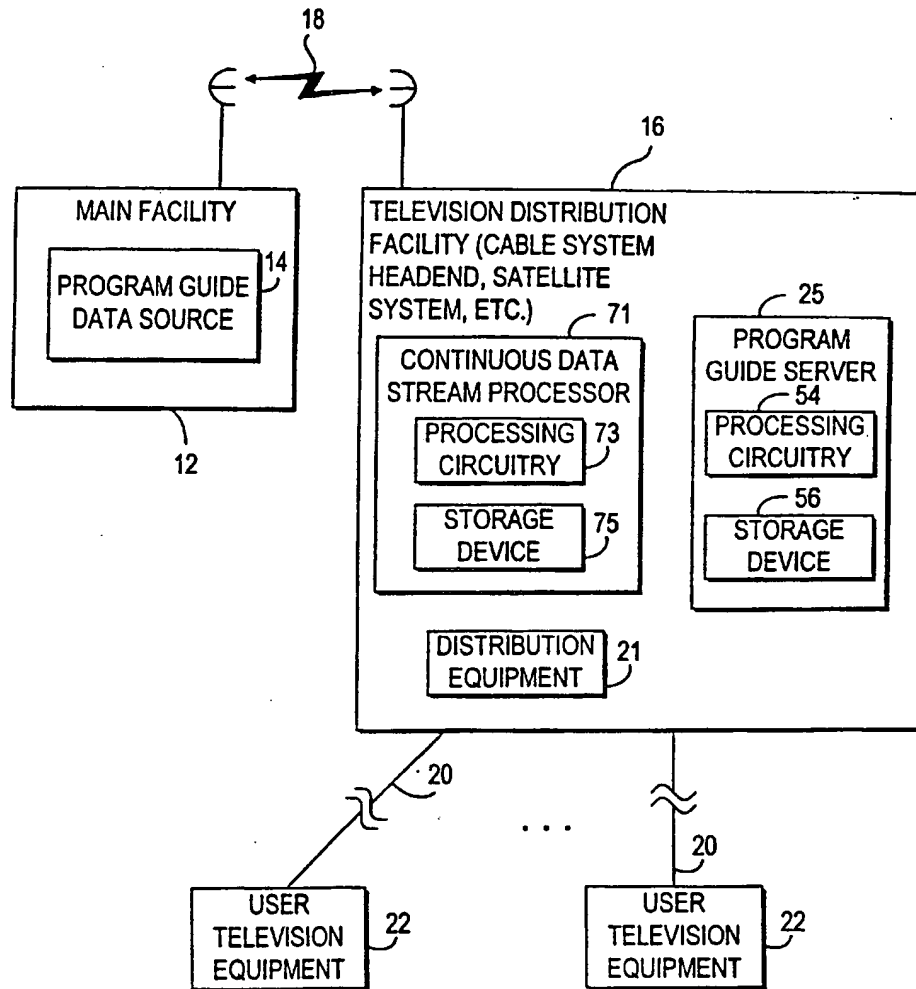 18
16
MAIN FACILITY
14
PROGRAM GUIDE
DATA SOURCE
12
TELEVISION DISTRIBUTION
FACILITY (CABLE SYSTEM
HEADEND, SATELLITE
SYSTEM, ETC.)
71
CONTINUOUS DATA
STREAM PROCESSOR
PROCESSING
CIRCUITRY
73
STORAGE
DEVICE
75
25
PROGRAM
GUIDE SERVER
54
PROCESSING
CIRCUITRY
56
STORAGE
DEVICE
DISTRIBUTION
EQUIPMENT
21
20
. . .
20
USER
TELEVISION
EQUIPMENT
22
USER
TELEVISION
EQUIPMENT
22